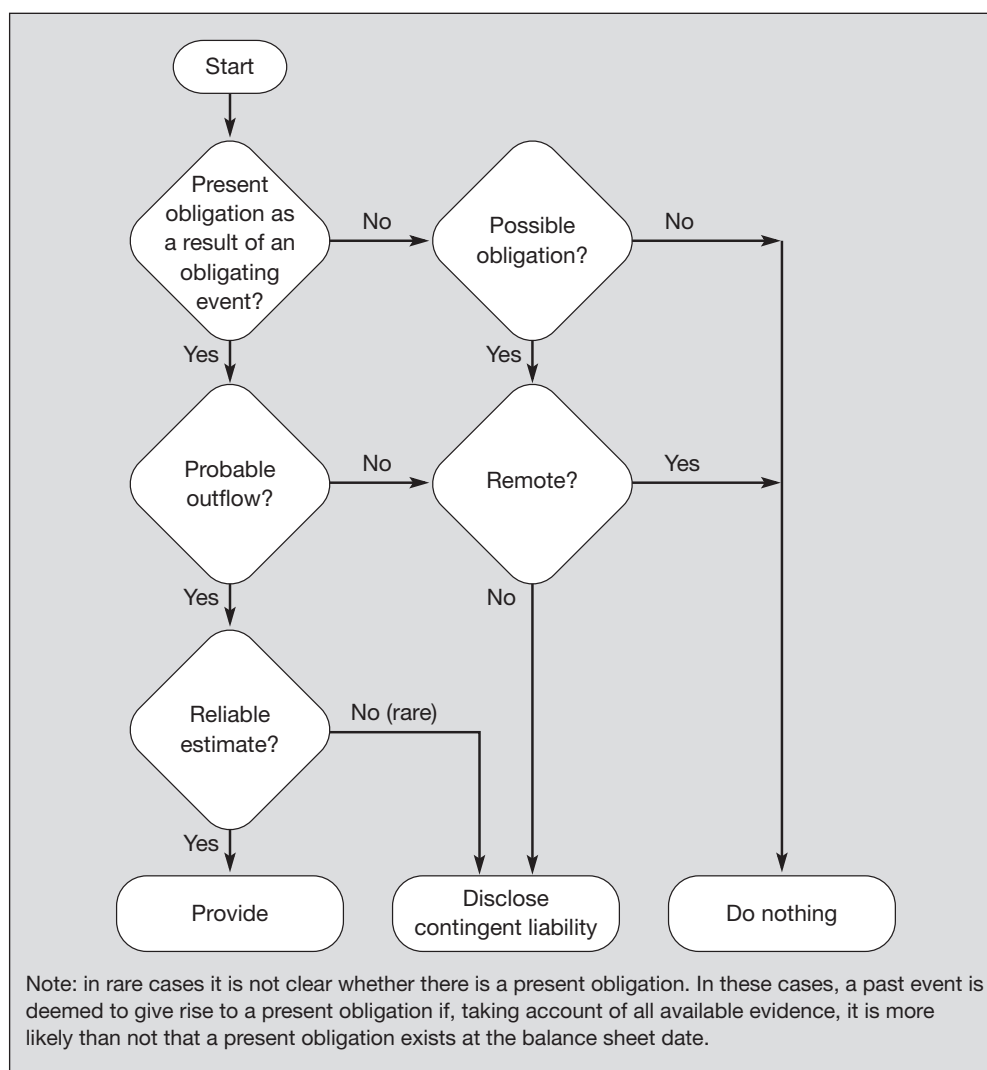 Start
Present
obligation as
a result of an
obligating
event?
No
Possible
obligation?
No
Yes
Yes
Probable
outflow?
No
Remote?
Yes
Yes
No
Reliable
estimate?
No (rare)
Yes
Provide
Disclose
contingent liability
Do nothing
Note: in rare cases it is not clear whether there is a present obligation. In these cases, a past event is
deemed to give rise to a present obligation if, taking account of all available evidence, it is more
likely than not that a present obligation exists at the balance sheet date.